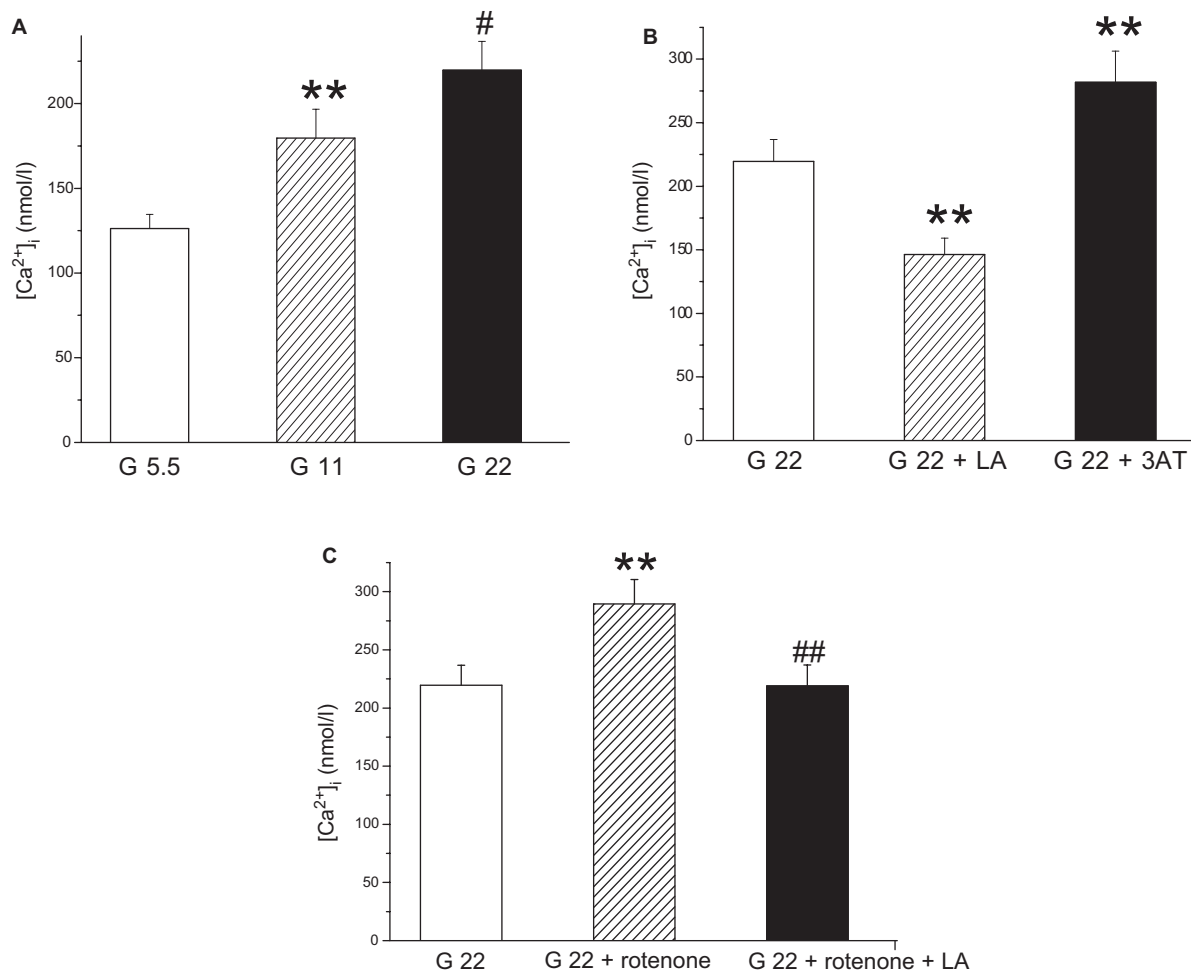 A
#
**
[Ca²⁺]ᵢ (nmol/l)
200
150
100
50
0
G 5.5
G 11
G 22
B
**
**
[Ca²⁺]ᵢ (nmol/l)
300
250
200
150
100
50
0
G 22
G 22 + LA
G 22 + 3AT
C
**
##
[Ca²⁺]ᵢ (nmol/l)
300
250
200
150
100
50
0
G 22
G 22 + rotenone
G 22 + rotenone + LA